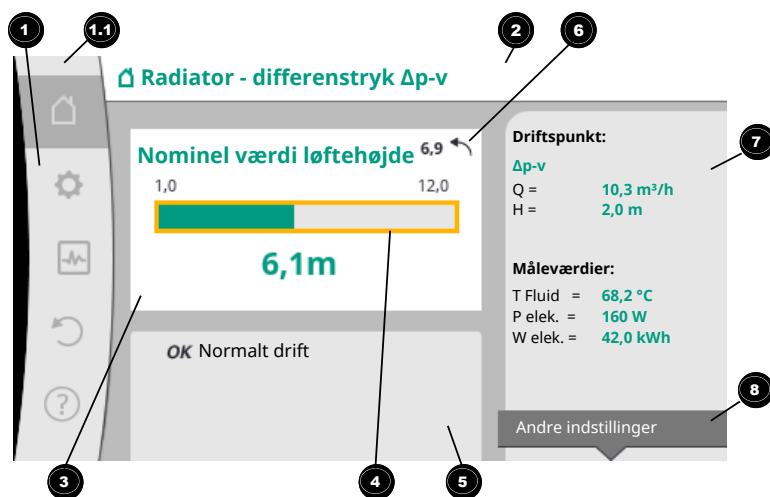 1
1.1
2
6
Radiator - differenstryk Δp-v
Nominel værdi løftehøjde 6,9
1,0 12,0
6,1m
OK Normalt drift
Driftspunkt:
Δp-v
Q = 10,3 m³/h
H = 2,0 m
7
Måleværdier:
T Fluid = 68,2 °C
P elek. = 160 W
W elek. = 42,0 kWh
8
Andre indstillinger
?
3
4
5